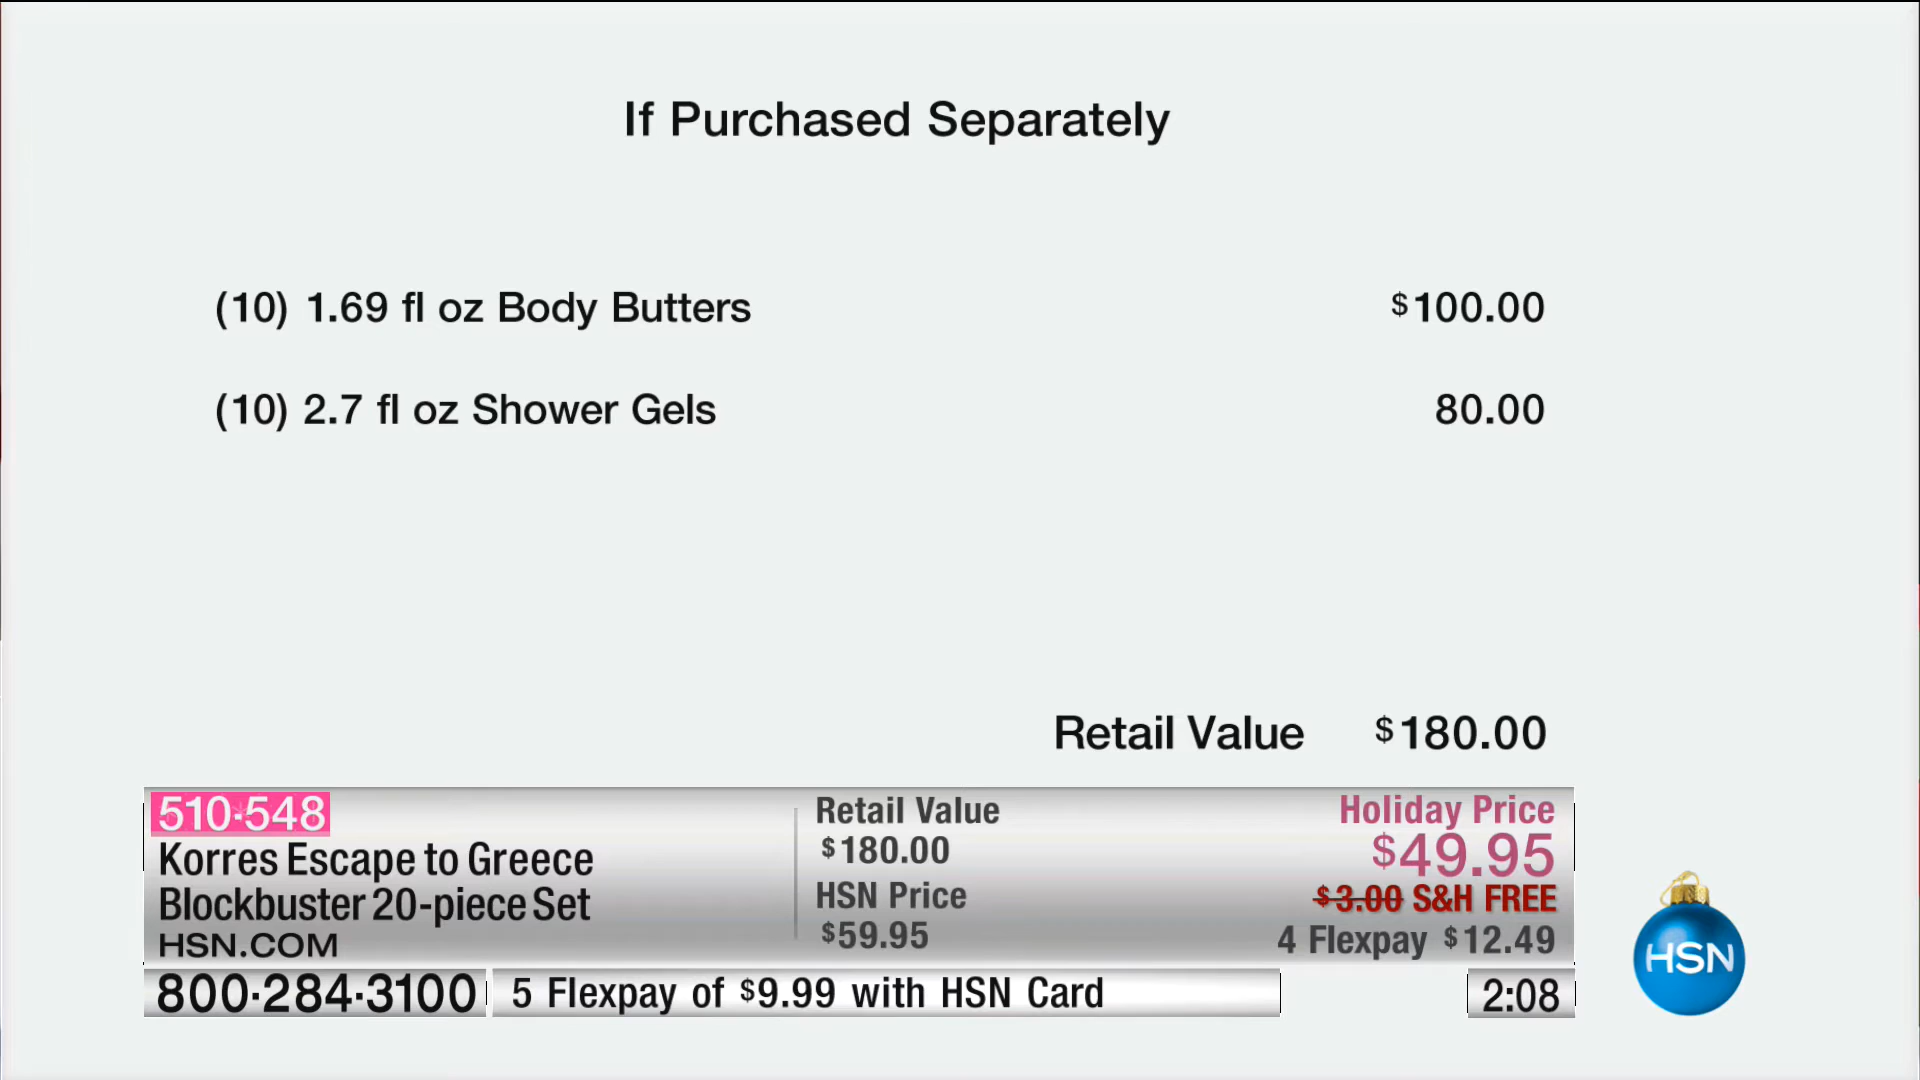 If Purchased Separately
(10) 1.69 fl oz Body Butters $100.00
(10) 2.7 fl oz Shower Gels 80.00
Retail Value $180.00
510-548
Korres Escape to Greece
Blockbuster 20-piece Set
HSN.COM
Retail Value
$180.00
HSN Price
$59.95
Holiday Price
$49.95
$3.00 S&H FREE
4 Flexpay $12.49
800·284·3100
5 Flexpay of $9.99 with HSN Card
2:08
HSN